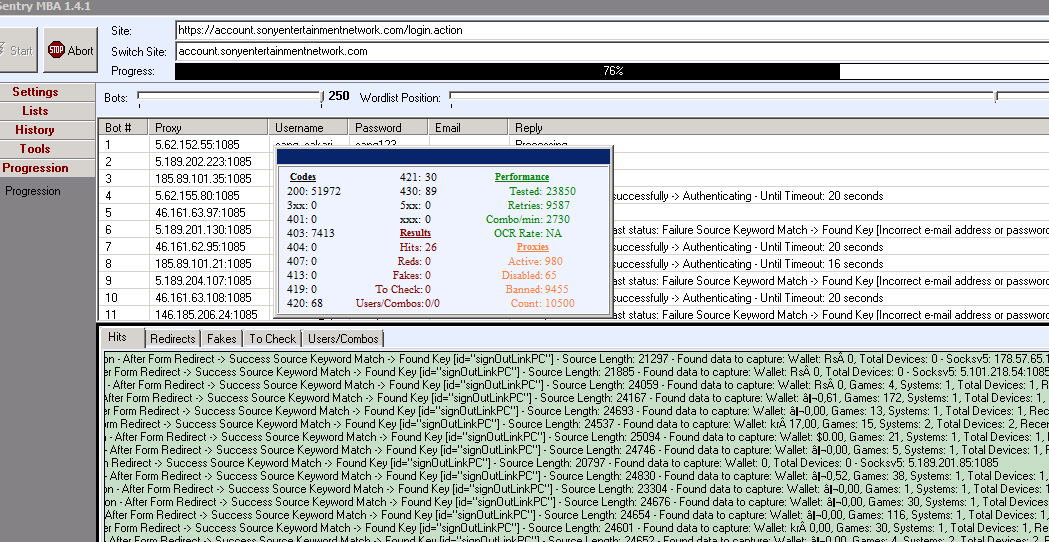 Sentry MBA 1.4.1
Start
STOP Abort
Site: https://account.sonyentertainmentnetwork.com/login.action
Switch Site: account.sonyentertainmentnetwork.com
Progress: 76%
Settings
Lists
History
Tools
Progression
Progression
Bots: 250 Wordlist Position:
Bot # Proxy Username Password Email Reply
1 5.62.152.55:1085 Processing
2 5.189.202.223:1085
3 185.89.101.35:1085
4 5.62.155.80:1085 successfully -> Authenticating - Until Timeout: 20 seconds
5 46.161.63.97:1085
6 5.189.201.130:1085 ast status: Failure Source Keyword Match -> Found Key [Incorrect e-mail address or password
7 46.161.62.95:1085 successfully -> Authenticating - Until Timeout: 20 seconds
8 185.89.101.21:1085 successfully -> Authenticating - Until Timeout: 16 seconds
9 5.189.204.107:1085 ast status: Failure Source Keyword Match -> Found Key [Incorrect e-mail address or password
10 46.161.63.108:1085 successfully -> Authenticating - Until Timeout: 20 seconds
11 146.185.206.24:1085 ast status: Failure Source Keyword Match -> Found Key [Incorrect e-mail address or password
Codes 421: 30 Performance
200: 51972 430: 89 Tested: 23850
3xx: 0 5xx: 0 Retries: 9587
401: 0 xxx: 0 Combo/min: 2730
403: 7413 Results OCR Rate: NA
404: 0 Hits: 26 Proxies
407: 0 Reds: 0 Active: 980
413: 0 Fakes: 0 Disabled: 65
419: 0 To Check: 0 Banned: 9455
420: 68 Users/Combos: 0/0 Count: 10500
Hits Redirects Fakes To Check Users/Combos
on - After Form Redirect -> Success Source Keyword Match -> Found Key [id="signOutLinkPC"] - Source Length: 21297 - Found data to capture: Wallet: RsÂ 0, Total Devices: 0 - Socksv5: 178.57.65.1
er Form Redirect -> Success Source Keyword Match -> Found Key [id="signOutLinkPC"] - Source Length: 21885 - Found data to capture: Wallet: RsÂ 0, Total Devices: 0 - Socksv5: 5.101.218.54:1085
- After Form Redirect -> Success Source Keyword Match -> Found Key [id="signOutLinkPC"] - Source Length: 24059 - Found data to capture: Wallet: RsÂ 0, Games: 4, Systems: 1, Total Devices: 1, R
After Form Redirect -> Success Source Keyword Match -> Found Key [id="signOutLinkPC"] - Source Length: 24167 - Found data to capture: Wallet: â|¬0,61, Games: 172, Systems: 1, Total Devices: 1,
er Form Redirect -> Success Source Keyword Match -> Found Key [id="signOutLinkPC"] - Source Length: 24693 - Found data to capture: Wallet: â|¬0,00, Games: 13, Systems: 1, Total Devices: 1, Rec
orm Redirect -> Success Source Keyword Match -> Found Key [id="signOutLinkPC"] - Source Length: 24537 - Found data to capture: Wallet: krÂ 17,00, Games: 15, Systems: 2, Total Devices: 2, Recen
- After Form Redirect -> Success Source Keyword Match -> Found Key [id="signOutLinkPC"] - Source Length: 25094 - Found data to capture: Wallet: $0.00, Games: 21, Systems: 1, Total Devices: 1,
- After Form Redirect -> Success Source Keyword Match -> Found Key [id="signOutLinkPC"] - Source Length: 24746 - Found data to capture: Wallet: â|¬0,00, Games: 5, Systems: 1, Total Devices: 1,
m Redirect -> Success Source Keyword Match -> Found Key [id="signOutLinkPC"] - Source Length: 20797 - Found data to capture: Wallet: 0, Total Devices: 0 - Socksv5: 5.189.201.85:1085
- After Form Redirect -> Success Source Keyword Match -> Found Key [id="signOutLinkPC"] - Source Length: 24830 - Found data to capture: Wallet: â|¬0,52, Games: 38, Systems: 1, Total Devices: 1,
on - After Form Redirect -> Success Source Keyword Match -> Found Key [id="signOutLinkPC"] - Source Length: 23304 - Found data to capture: Wallet: â|¬0,00, Games: 1, Systems: 1, Total Devices: 1
on - After Form Redirect -> Success Source Keyword Match -> Found Key [id="signOutLinkPC"] - Source Length: 24676 - Found data to capture: Wallet: â|¬0,00, Games: 30, Systems: 1, Total Devices:
After Form Redirect -> Success Source Keyword Match -> Found Key [id="signOutLinkPC"] - Source Length: 24654 - Found data to capture: Wallet: â|¬0,00, Games: 116, Systems: 1, Total Devices: 1,
er Form Redirect -> Success Source Keyword Match -> Found Key [id="signOutLinkPC"] - Source Length: 24601 - Found data to capture: Wallet: krÂ 0,00, Games: 30, Systems: 1, Total Devices: 1, Re